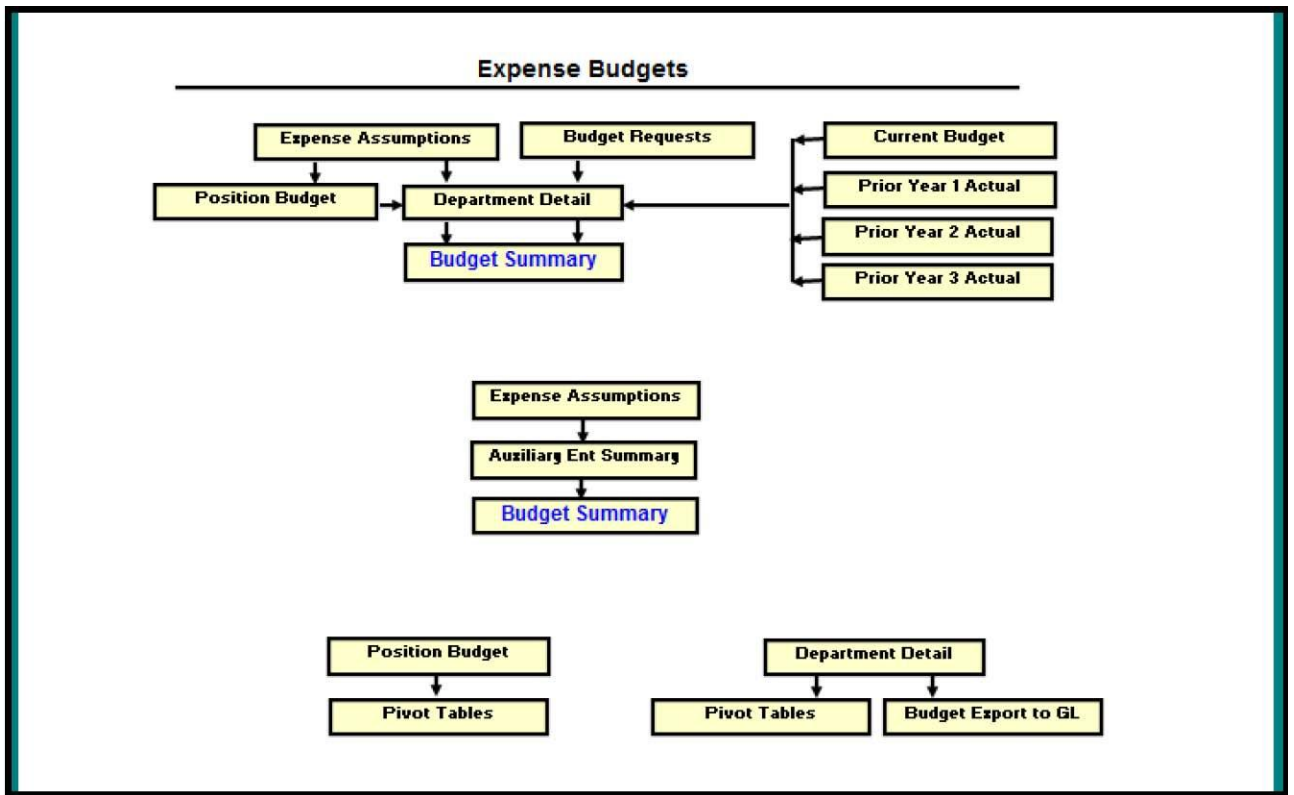 Expense Budgets
Expense Assumptions
Budget Requests
Current Budget
Position Budget
Department Detail
Prior Year 1 Actual
Budget Summary
Prior Year 2 Actual
Prior Year 3 Actual
Expense Assumptions
Auxiliary Ent Summary
Budget Summary
Position Budget
Department Detail
Pivot Tables
Pivot Tables
Budget Export to GL